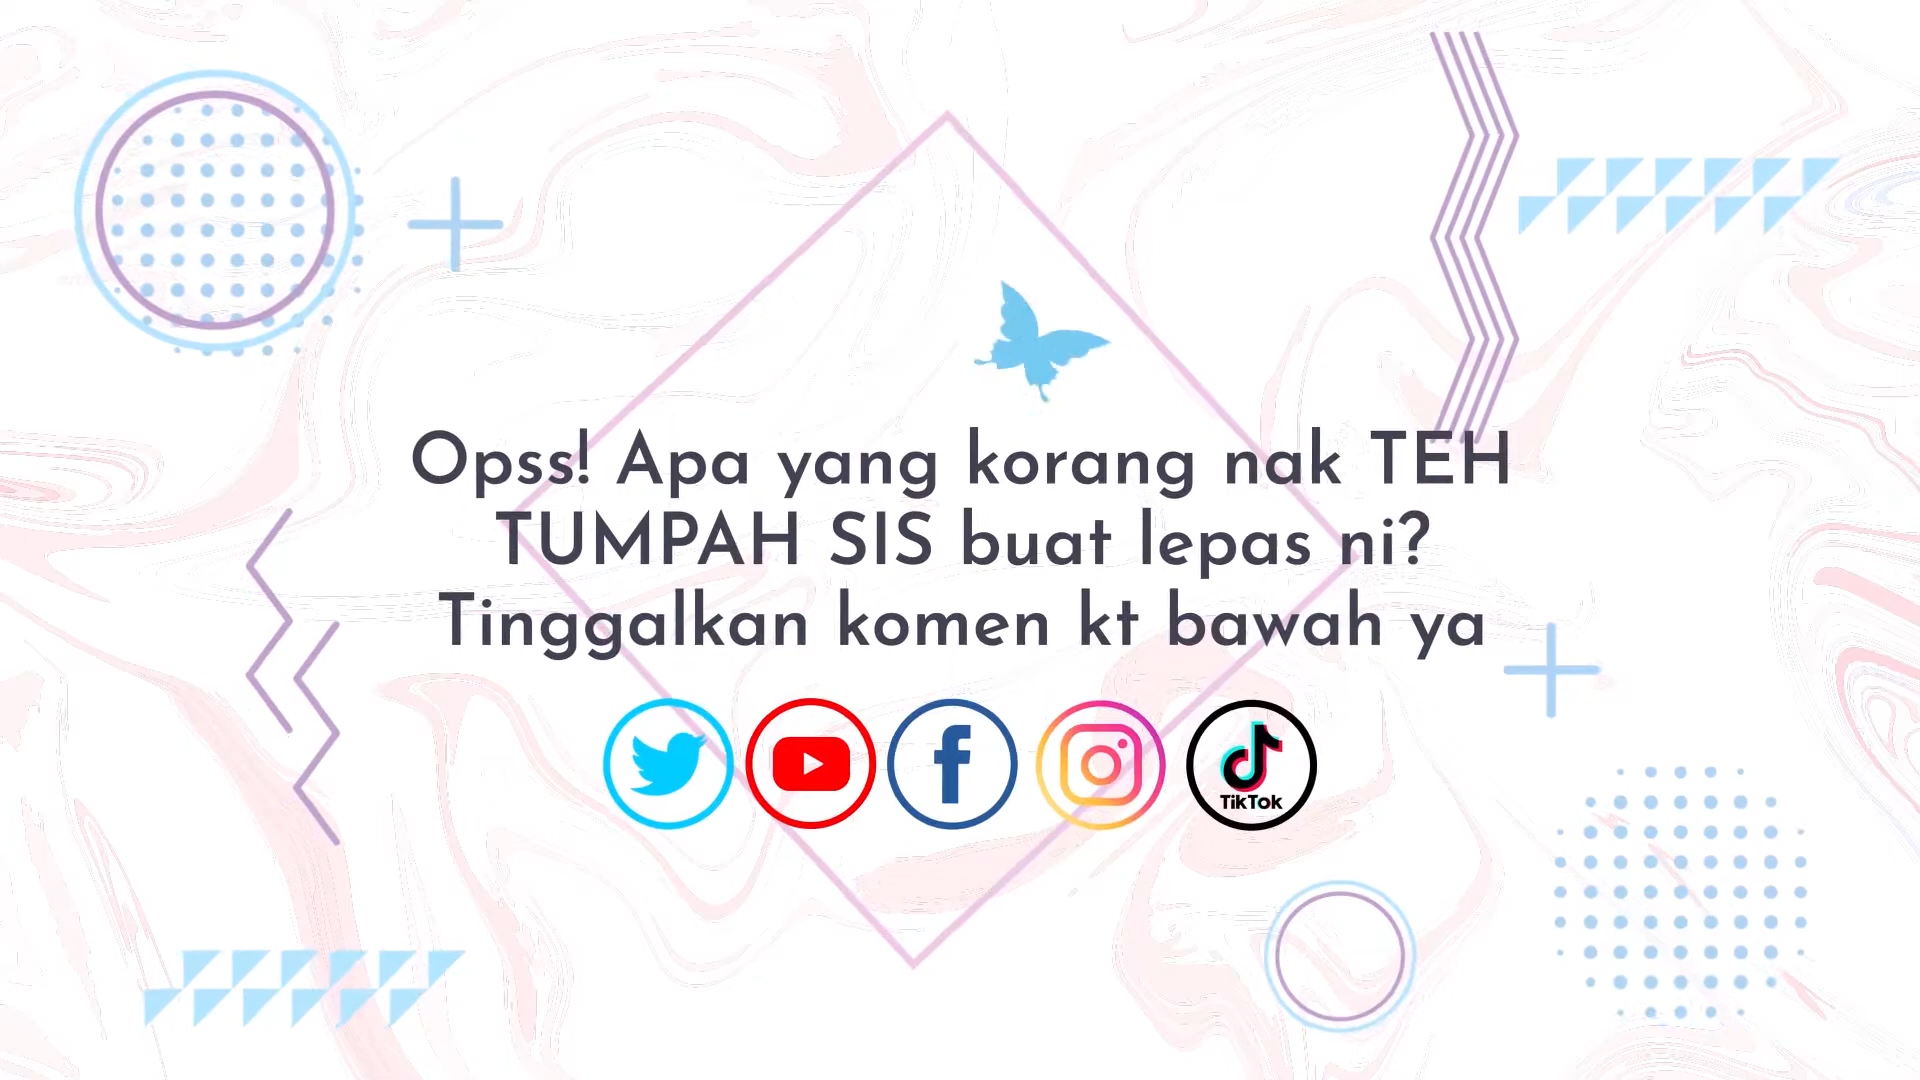 Opss! Apa yang korang nak TEH
TUMPAH SIS buat lepas ni?
Tinggalkan komen kt bawah ya
TikTok